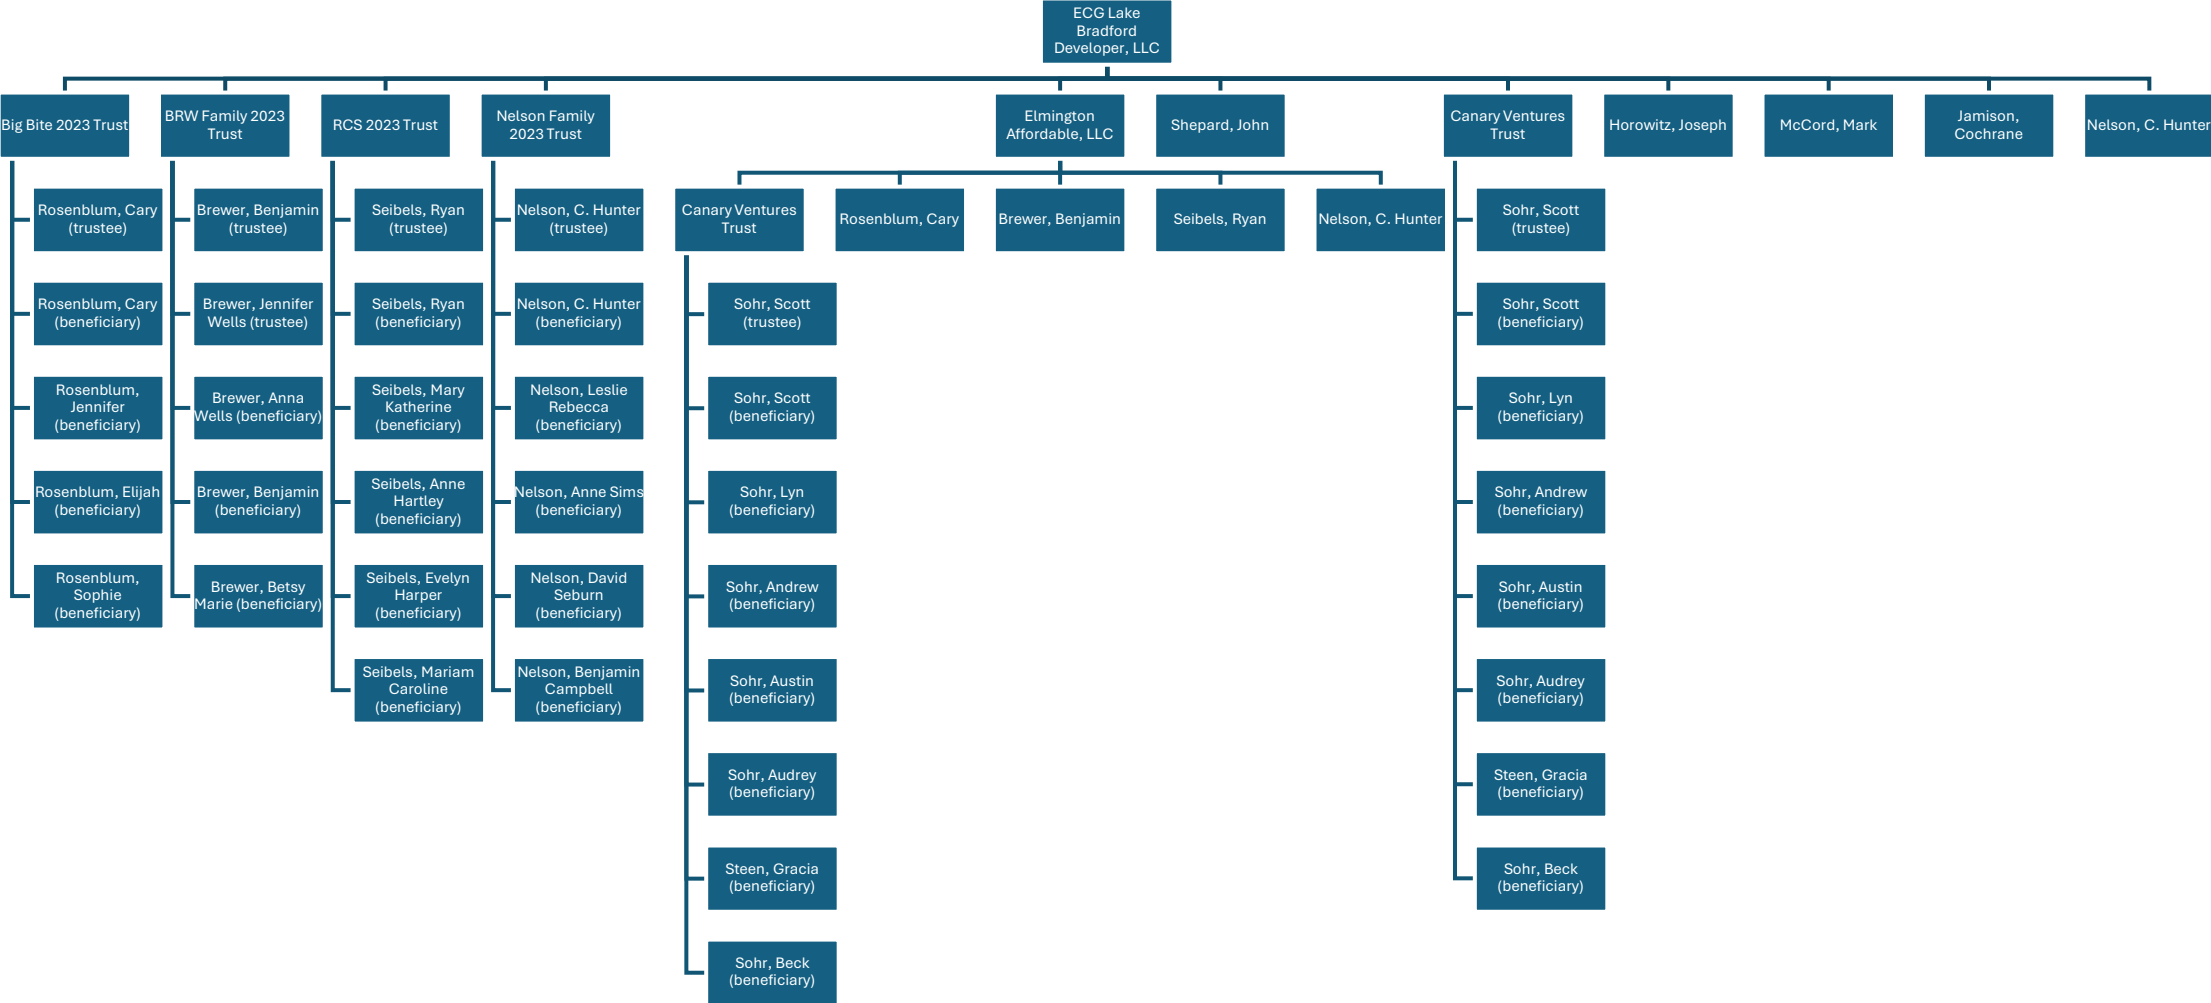 ECG Lake
Bradford
Developer, LLC
Big Bite 2023 Trust
BRW Family 2023
Trust
RCS 2023 Trust
Nelson Family
2023 Trust
Elmington
Affordable, LLC
Shepard, John
Canary Ventures
Trust
Horowitz, Joseph
McCord, Mark
Jamison,
Cochrane
Nelson, C. Hunter
Rosenblum, Cary
(trustee)
Rosenblum, Cary
(beneficiary)
Rosenblum,
Jennifer
(beneficiary)
Rosenblum, Elijah
(beneficiary)
Rosenblum,
Sophie
(beneficiary)
Brewer, Benjamin
(trustee)
Brewer, Jennifer
Wells (trustee)
Brewer, Anna
Wells (beneficiary)
Brewer, Benjamin
(beneficiary)
Brewer, Betsy
Marie (beneficiary)
Seibels, Ryan
(trustee)
Seibels, Ryan
(beneficiary)
Seibels, Mary
Katherine
(beneficiary)
Seibels, Anne
Hartley
(beneficiary)
Seibels, Evelyn
Harper
(beneficiary)
Seibels, Mariam
Caroline
(beneficiary)
Nelson, C. Hunter
(trustee)
Nelson, C. Hunter
(beneficiary)
Nelson, Leslie
Rebecca
(beneficiary)
Nelson, Anne Sims
(beneficiary)
Nelson, David
Seburn
(beneficiary)
Nelson, Benjamin
Campbell
(beneficiary)
Canary Ventures
Trust
Rosenblum, Cary
Brewer, Benjamin
Seibels, Ryan
Nelson, C. Hunter
Sohr, Scott
(trustee)
Sohr, Scott
(beneficiary)
Sohr, Lyn
(beneficiary)
Sohr, Andrew
(beneficiary)
Sohr, Austin
(beneficiary)
Sohr, Audrey
(beneficiary)
Steen, Gracia
(beneficiary)
Sohr, Beck
(beneficiary)
Sohr, Scott
(trustee)
Sohr, Scott
(beneficiary)
Sohr, Lyn
(beneficiary)
Sohr, Andrew
(beneficiary)
Sohr, Austin
(beneficiary)
Sohr, Audrey
(beneficiary)
Steen, Gracia
(beneficiary)
Sohr, Beck
(beneficiary)